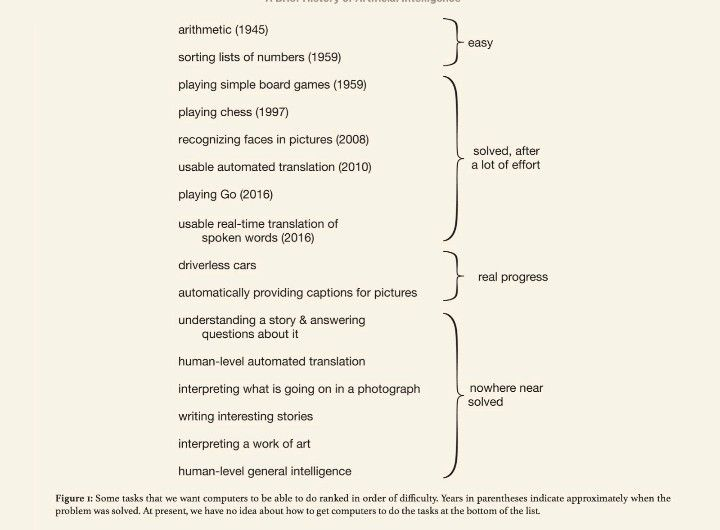 A Brief History of Artificial Intelligence
arithmetic (1945)
sorting lists of numbers (1959)
easy
playing simple board games (1959)
playing chess (1997)
recognizing faces in pictures (2008)
usable automated translation (2010)
playing Go (2016)
usable real-time translation of
spoken words (2016)
solved, after
a lot of effort
driverless cars
automatically providing captions for pictures
real progress
understanding a story & answering
questions about it
human-level automated translation
interpreting what is going on in a photograph
writing interesting stories
interpreting a work of art
human-level general intelligence
nowhere near
solved
Figure 1: Some tasks that we want computers to be able to do ranked in order of difficulty. Years in parentheses indicate approximately when the
problem was solved. At present, we have no idea about how to get computers to do the tasks at the bottom of the list.